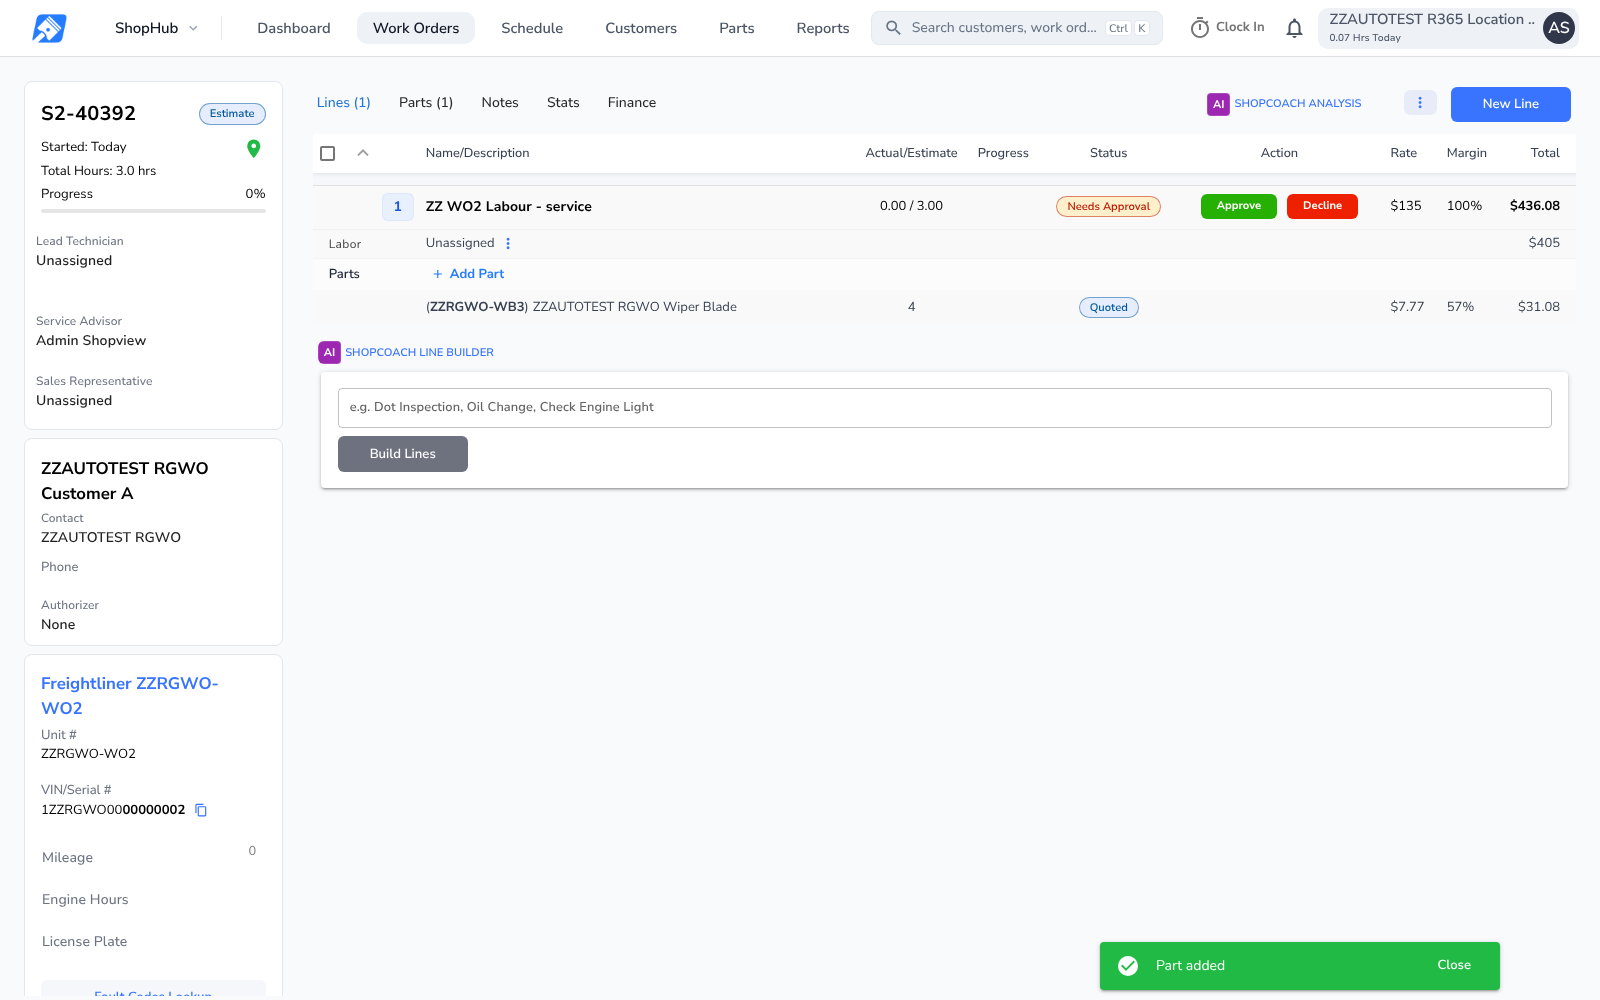 ShopHub
Dashboard
Work Orders
Schedule
Customers
Parts
Reports
Search customers, work ord...
Ctrl
K
Clock In
ZZAUTOTEST R365 Location ..
0.07 Hrs Today
AS
S2-40392
Estimate
Started: Today
Total Hours: 3.0 hrs
Progress
0%
Lead Technician
Unassigned
Service Advisor
Admin Shopview
Sales Representative
Unassigned
ZZAUTOTEST RGWO
Customer A
Contact
ZZAUTOTEST RGWO
Phone
Authorizer
None
Freightliner ZZRGWO-
WO2
Unit #
ZZRGWO-WO2
VIN/Serial #
1ZZRGWO0000000002
Mileage
0
Engine Hours
License Plate
Fault Codes Lookup
Lines (1)
Parts (1)
Notes
Stats
Finance
AI SHOPCOACH ANALYSIS
New Line
Name/Description
Actual/Estimate
Progress
Status
Action
Rate
Margin
Total
1
ZZ WO2 Labour - service
0.00 / 3.00
Needs Approval
Approve
Decline
$135
100%
$436.08
Labor
Unassigned
$405
Parts
+ Add Part
(ZZRGWO-WB3) ZZAUTOTEST RGWO Wiper Blade
4
Quoted
$7.77
57%
$31.08
AI SHOPCOACH LINE BUILDER
e.g. Dot Inspection, Oil Change, Check Engine Light
Build Lines
Part added
Close